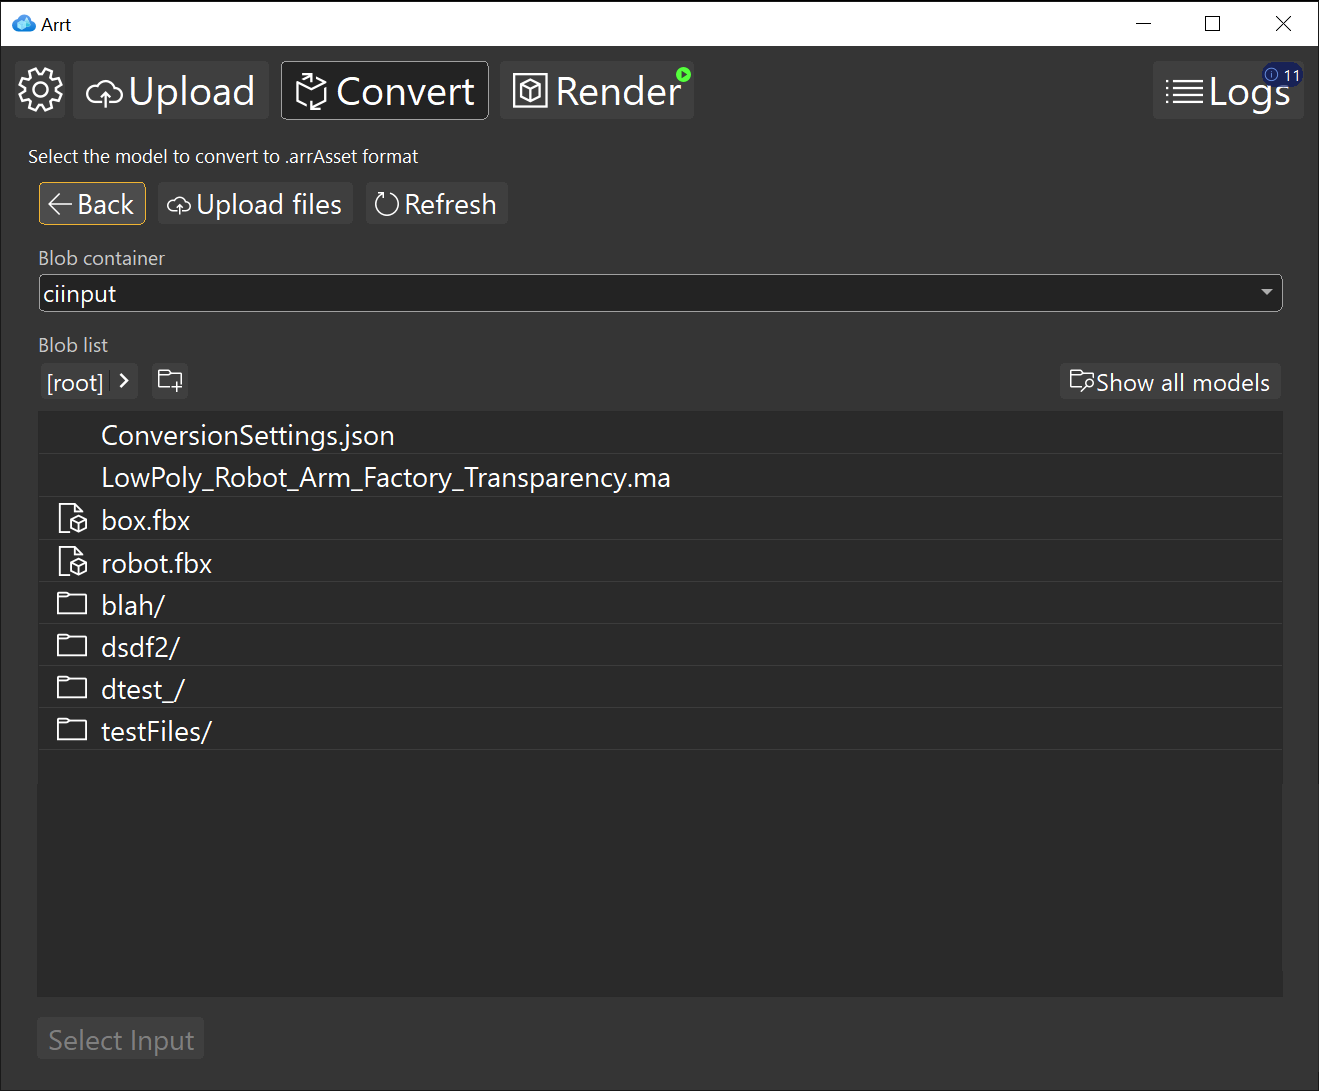 Arrt
Upload Convert Render Logs 11
Select the model to convert to .arrAsset format
Back Upload files Refresh
Blob container
ciinput
Blob list
[root] Show all models
ConversionSettings.json
LowPoly_Robot_Arm_Factory_Transparency.ma
box.fbx
robot.fbx
blah/
dsdf2/
dtest_/
testFiles/
Select Input